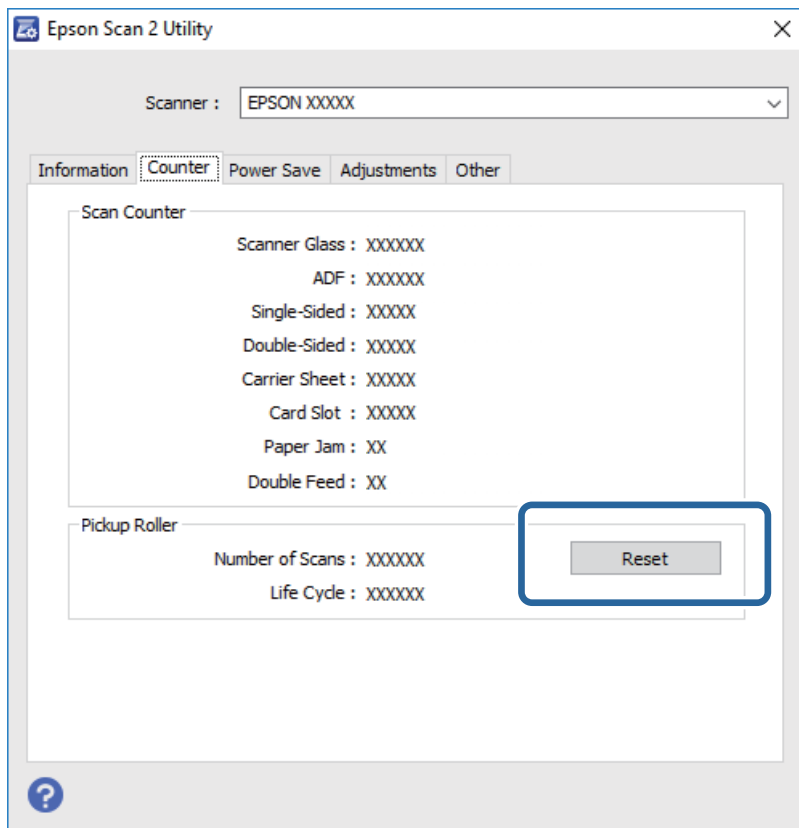 Epson Scan 2 Utility
Scanner : EPSON XXXXX
Information Counter Power Save Adjustments Other
Scan Counter
Scanner Glass : XXXXXX
ADF : XXXXXX
Single-Sided : XXXXX
Double-Sided : XXXXX
Carrier Sheet : XXXXX
Card Slot : XXXXX
Paper Jam : XX
Double Feed : XX
Pickup Roller
Number of Scans : XXXXXX Reset
Life Cycle : XXXXXX
?